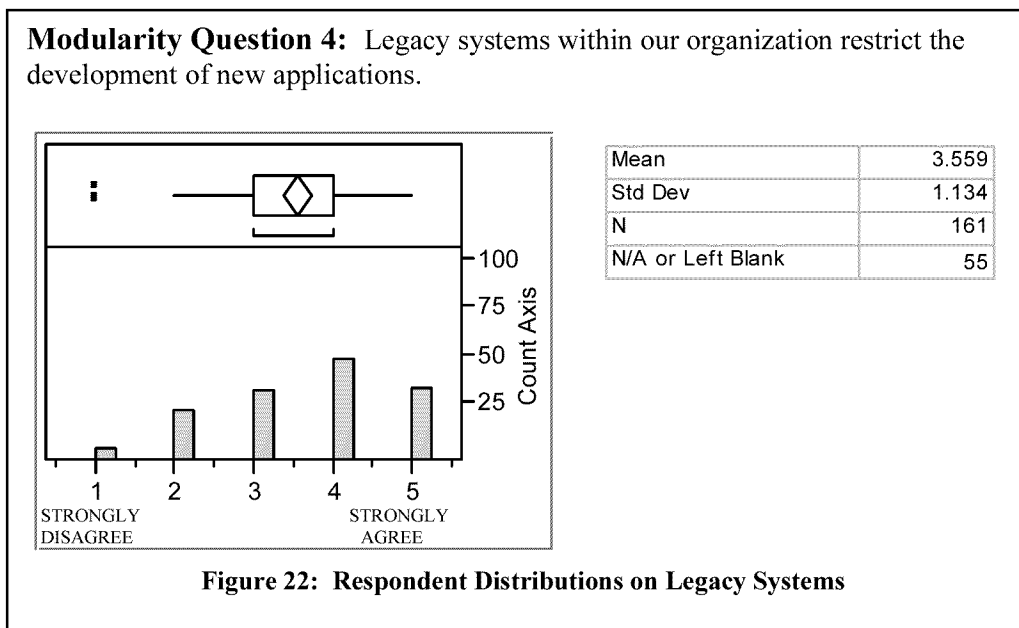 Modularity Question 4: Legacy systems within our organization restrict the
development of new applications.
Mean 3.559
Std Dev 1.134
N 161
N/A or Left Blank 55
100
75
50
25
Count Axis
1 2 3 4 5
STRONGLY DISAGREE
STRONGLY AGREE
Figure 22: Respondent Distributions on Legacy Systems